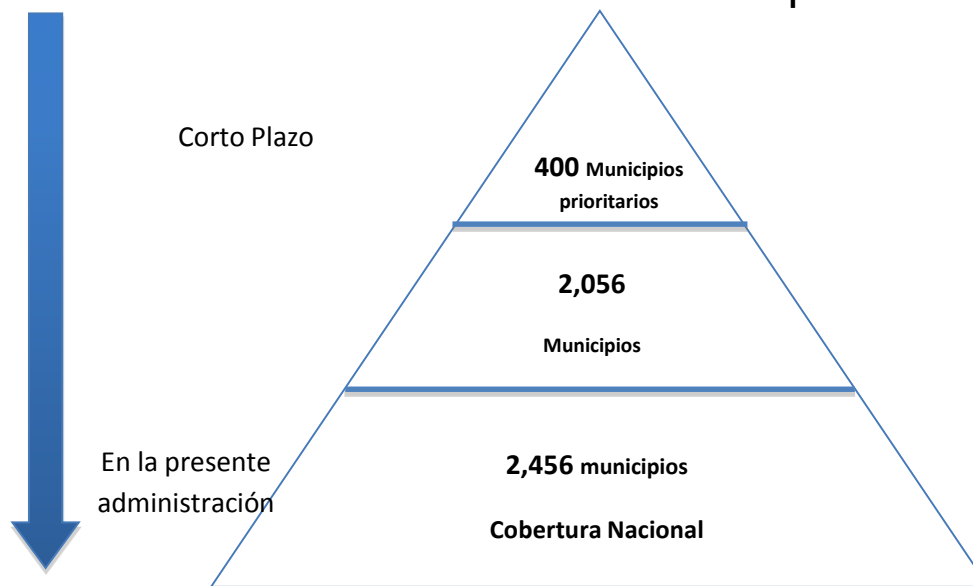 Corto Plazo
400 Municipios
prioritarios
2,056
Municipios
En la presente
administración
2,456 municipios
Cobertura Nacional